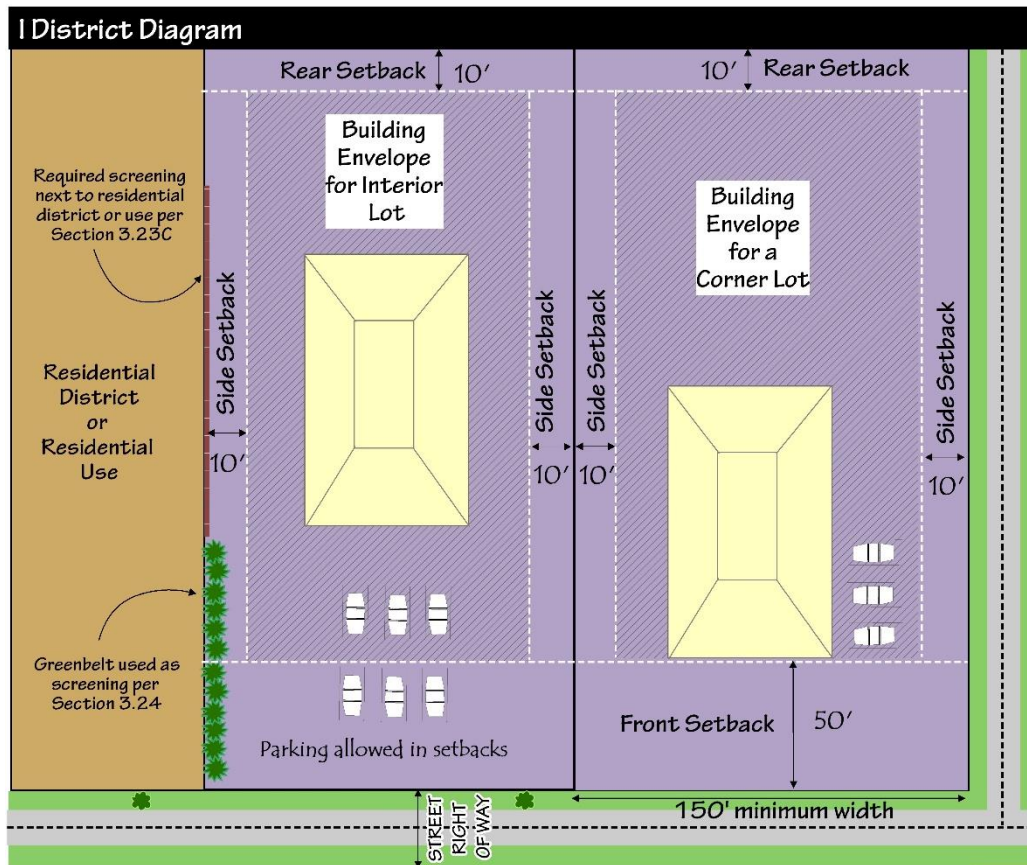 I District Diagram
Rear Setback 10'
10' Rear Setback
Building
Envelope
for Interior
Lot
Required screening
next to residential
district or use per
Section 3.23C
Building
Envelope
for a
Corner Lot
Side Setback
Side Setback
Side Setback
Side Setback
Residential
District
or
Residential
Use
10'
10'
10'
10'
Greenbelt used as
screening per
Section 3.24
Front Setback
50'
Parking allowed in setbacks
150' minimum width
STREET
RIGHT
OF WAY